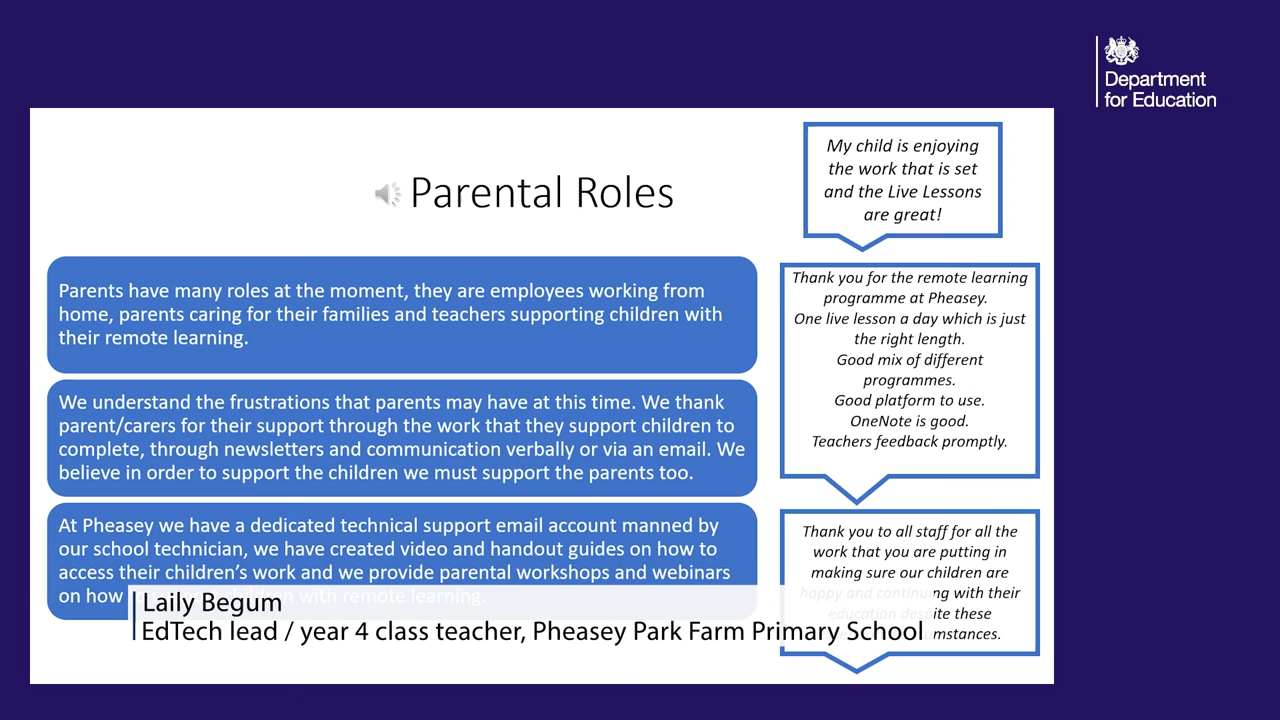 Department
for Education
Parental Roles
Parents have many roles at the moment, they are employees working from
home, parents caring for their families and teachers supporting children with
their remote learning.
We understand the frustrations that parents may have at this time. We thank
parent/carers for their support through the work that they support children to
complete, through newsletters and communication verbally or via an email. We
believe in order to support the children we must support the parents too.
At Pheasey we have a dedicated technical support email account manned by
our school technician, we have created video and handout guides on how to
access their children's work and we provide parental workshops and webinars
on how children with remote learning.
My child is enjoying
the work that is set
and the Live Lessons
are great!
Thank you for the remote learning
programme at Pheasey.
One live lesson a day which is just
the right length.
Good mix of different
programmes.
Good platform to use.
OneNote is good.
Teachers feedback promptly.
Thank you to all staff for all the
work that you are putting in
making sure our children are
happy and continuing with their
education despite these
Laily Begum
EdTech lead / year 4 class teacher, Pheasey Park Farm Primary School